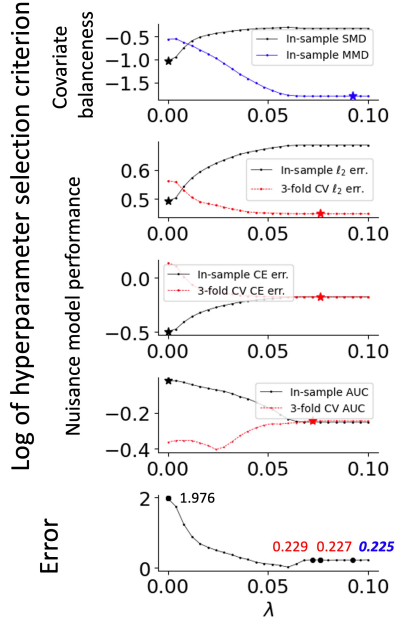 Log of hyperparameter selection criterion
Covariate
balanceness
−0.5
−1.0
−1.5
In-sample SMD
In-sample MMD
0.00
0.05
0.10
Nuisance model performance
0.6
0.5
In-sample ℓ₂ err.
3-fold CV ℓ₂ err.
0.00
0.05
0.10
0.0
−0.5
In-sample CE err.
3-fold CV CE err.
0.00
0.05
0.10
−0.2
−0.4
In-sample AUC
3-fold CV AUC
0.00
0.05
0.10
Error
2
0
1.976
0.229
0.227
0.225
0.00
0.05
0.10
λ